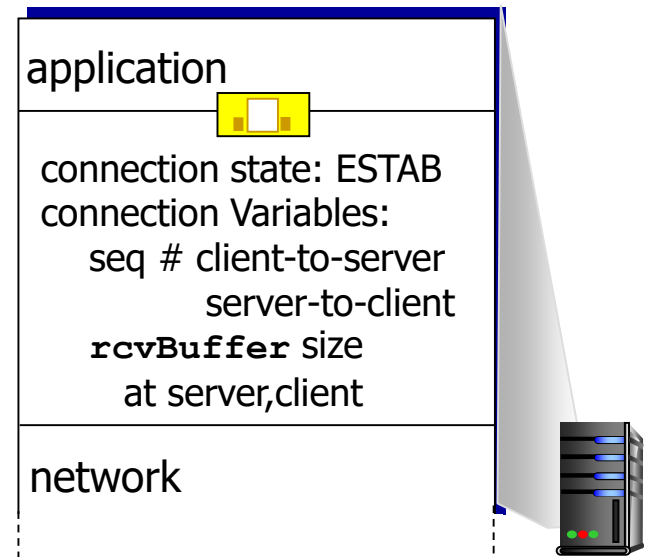 application
connection state: ESTAB
connection Variables:
seq # client-to-server
server-to-client
rcvBuffer size
at server,client
network